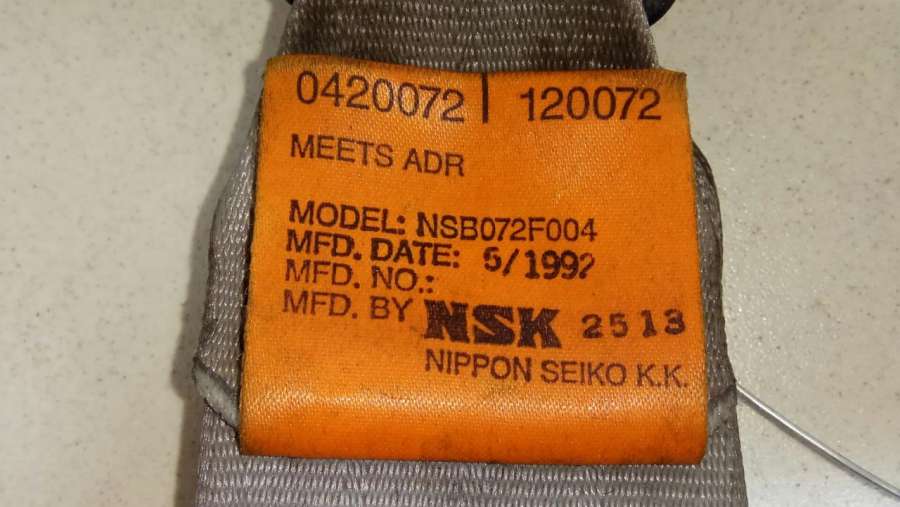 0420072 | 120072
MEETS ADR
MODEL: NSB072F004
MFD. DATE: 5/1992
MFD. NO.:
MFD. BY NSK 2513
NIPPON SEIKO K.K.